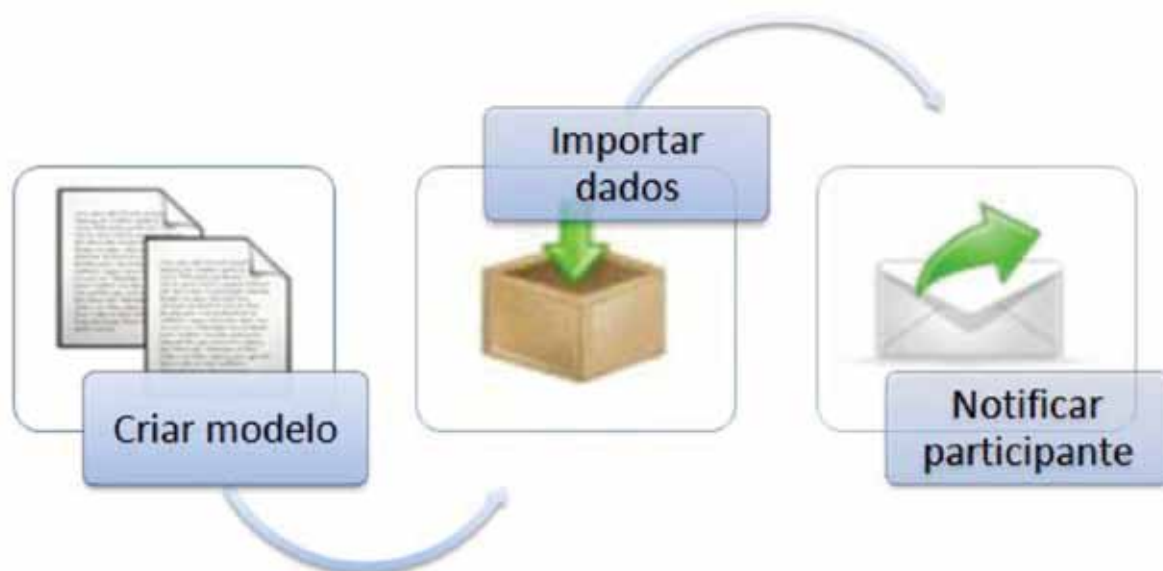 Criar modelo
Importar
dados
Notificar
participante